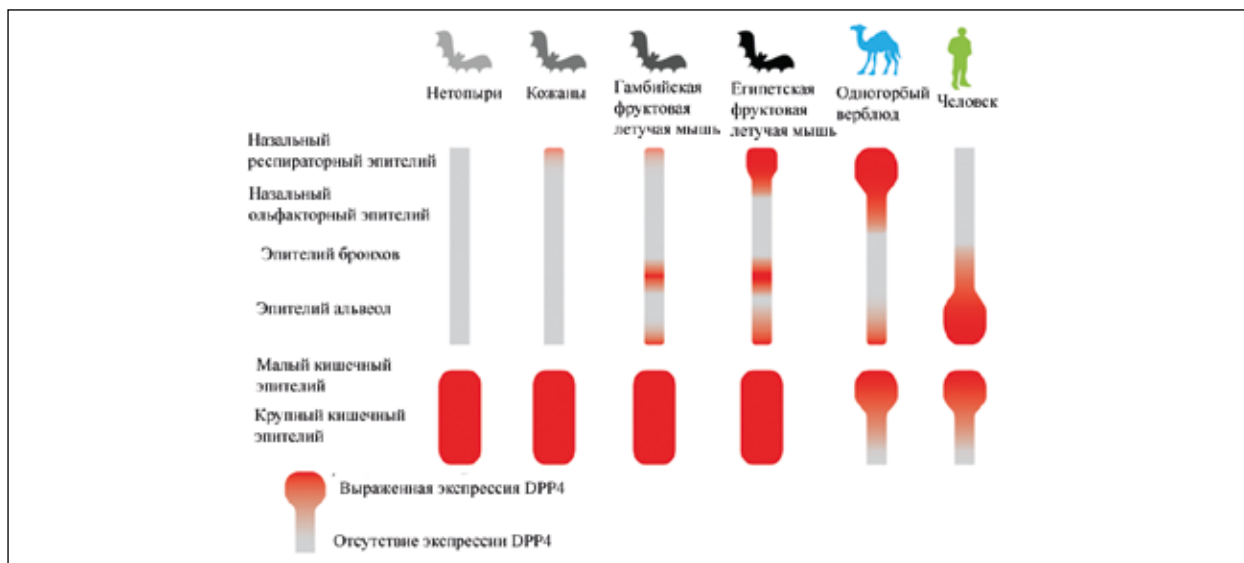 Нетопыри
Кожаны
Гамбийская
фруктовая
летучая мышь
Египетская
фруктовая
летучая мышь
Одногорбый
верблюд
Человек
Назальный
респираторный эпителий
Назальный
ольфакторный эпителий
Эпителий бронхов
Эпителий альвеол
Малый кишечный
эпителий
Крупный кишечный
эпителий
Выраженная экспрессия DPP4
Отсутствие экспрессии DPP4